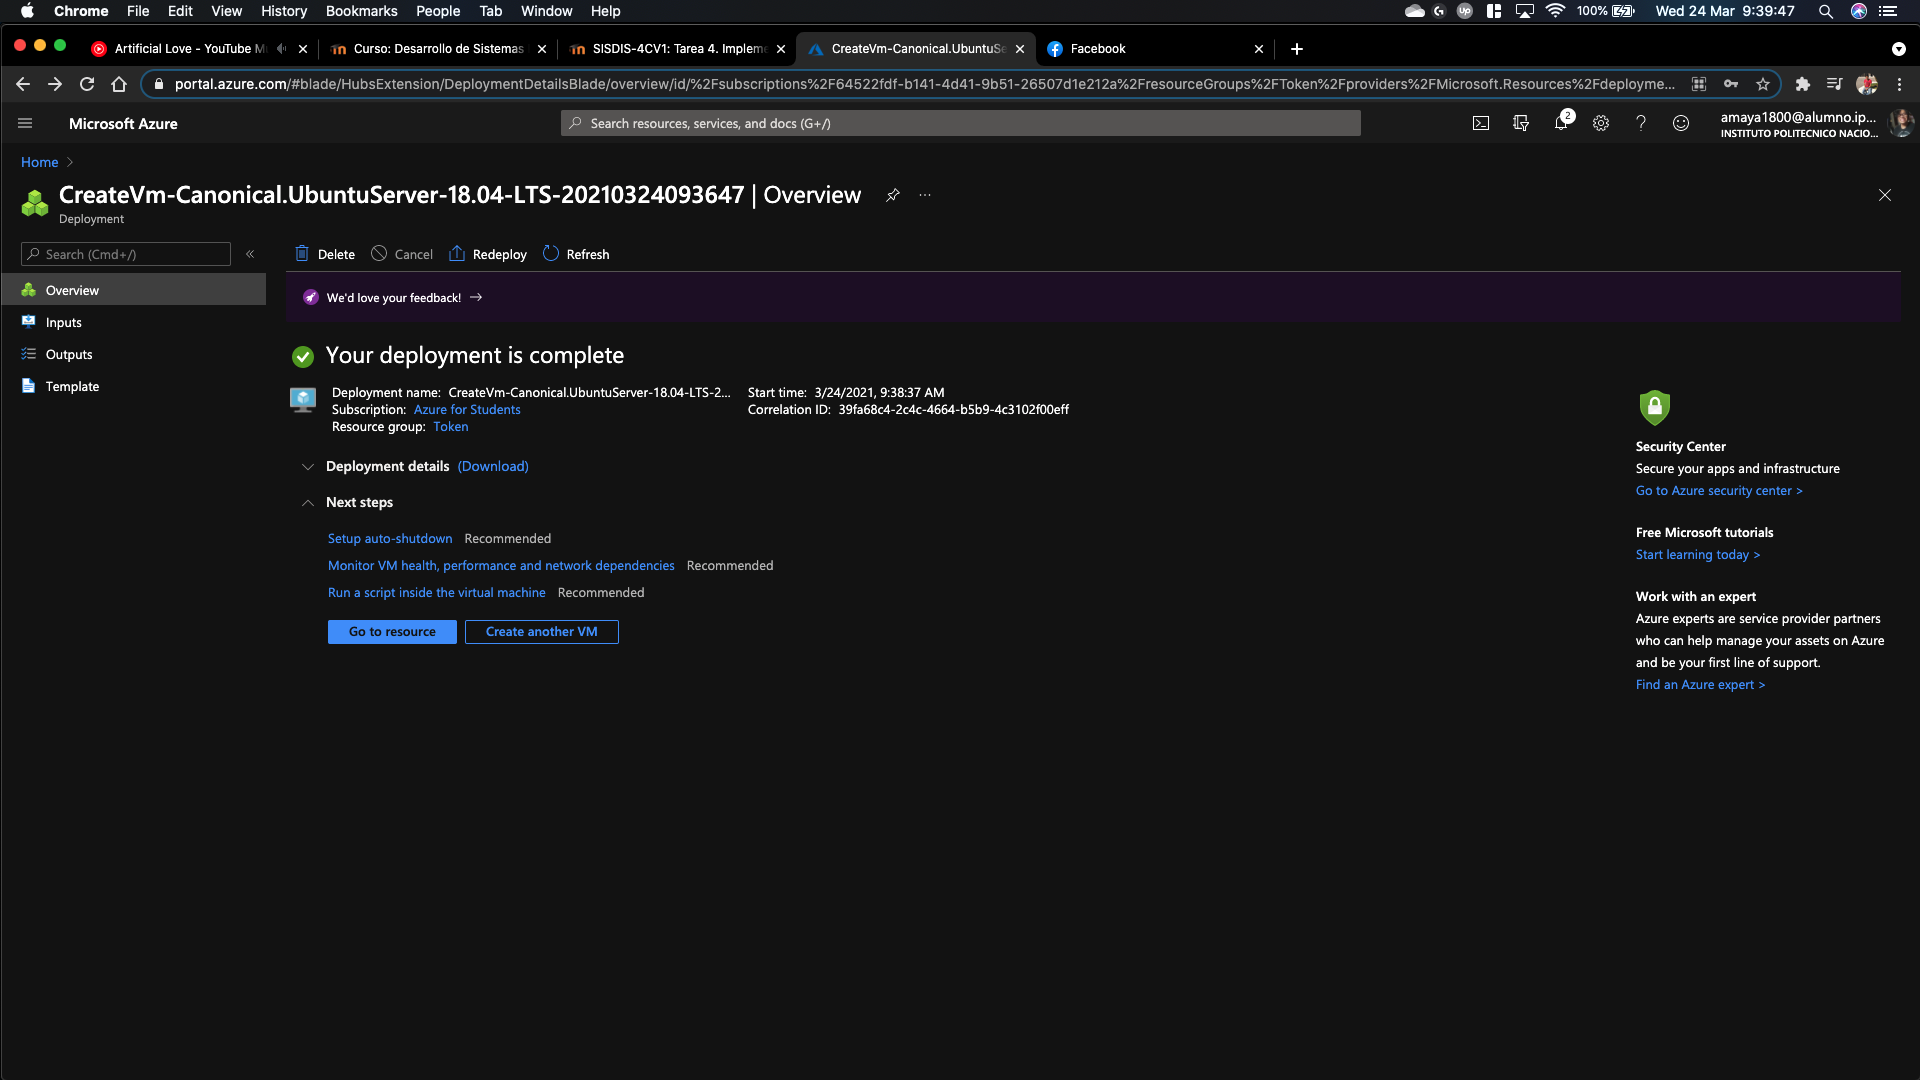 Chrome File Edit View History Bookmarks People Tab Window Help
100% Wed 24 Mar 9:39:47
Artificial Love - YouTube M
Curso: Desarrollo de Sistemas
SISDIS-4CV1: Tarea 4. Impleme
CreateVm-Canonical.UbuntuSe
Facebook
portal.azure.com/#blade/HubsExtension/DeploymentDetailsBlade/overview/id/%2Fsubscriptions%2F64522fdf-b141-4d41-9b51-26507d1e212a%2FresourceGroups%2FToken%2Fproviders%2FMicrosoft.Resources%2Fdeployme...
Microsoft Azure
Search resources, services, and docs (G+/)
2
amaya1800@alumno.ip...
INSTITUTO POLITECNICO NACIO...
Home
CreateVm-Canonical.UbuntuServer-18.04-LTS-20210324093647 | Overview
Deployment
Search (Cmd+/)
Overview
Inputs
Outputs
Template
Delete Cancel Redeploy Refresh
We'd love your feedback! →
Your deployment is complete
Deployment name: CreateVm-Canonical.UbuntuServer-18.04-LTS-2...
Subscription: Azure for Students
Resource group: Token
Start time: 3/24/2021, 9:38:37 AM
Correlation ID: 39fa68c4-2c4c-4664-b5b9-4c3102f00eff
Deployment details (Download)
Next steps
Setup auto-shutdown Recommended
Monitor VM health, performance and network dependencies Recommended
Run a script inside the virtual machine Recommended
Go to resource
Create another VM
Security Center
Secure your apps and infrastructure
Go to Azure security center >
Free Microsoft tutorials
Start learning today >
Work with an expert
Azure experts are service provider partners
who can help manage your assets on Azure
and be your first line of support.
Find an Azure expert >